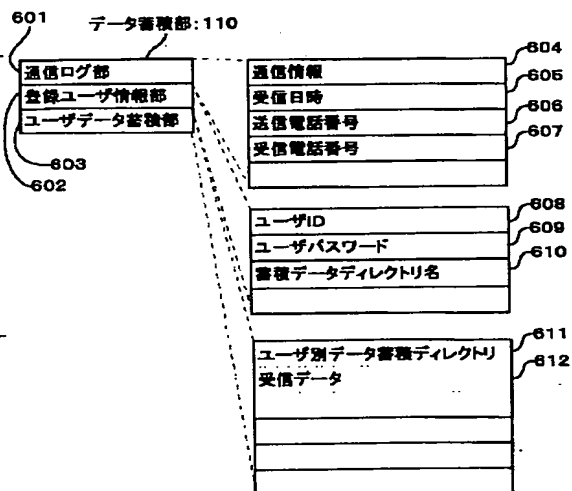 601
データ蓄積部:110
通信ログ部
登録ユーザ情報部
ユーザデータ蓄積部
603
602
通信情報
604
受信日時
605
送信電話番号
606
受信電話番号
607
ユーザID
608
ユーザパスワード
609
蓄積データディレクトリ名
610
ユーザ別データ蓄積ディレクトリ
611
受信データ
612